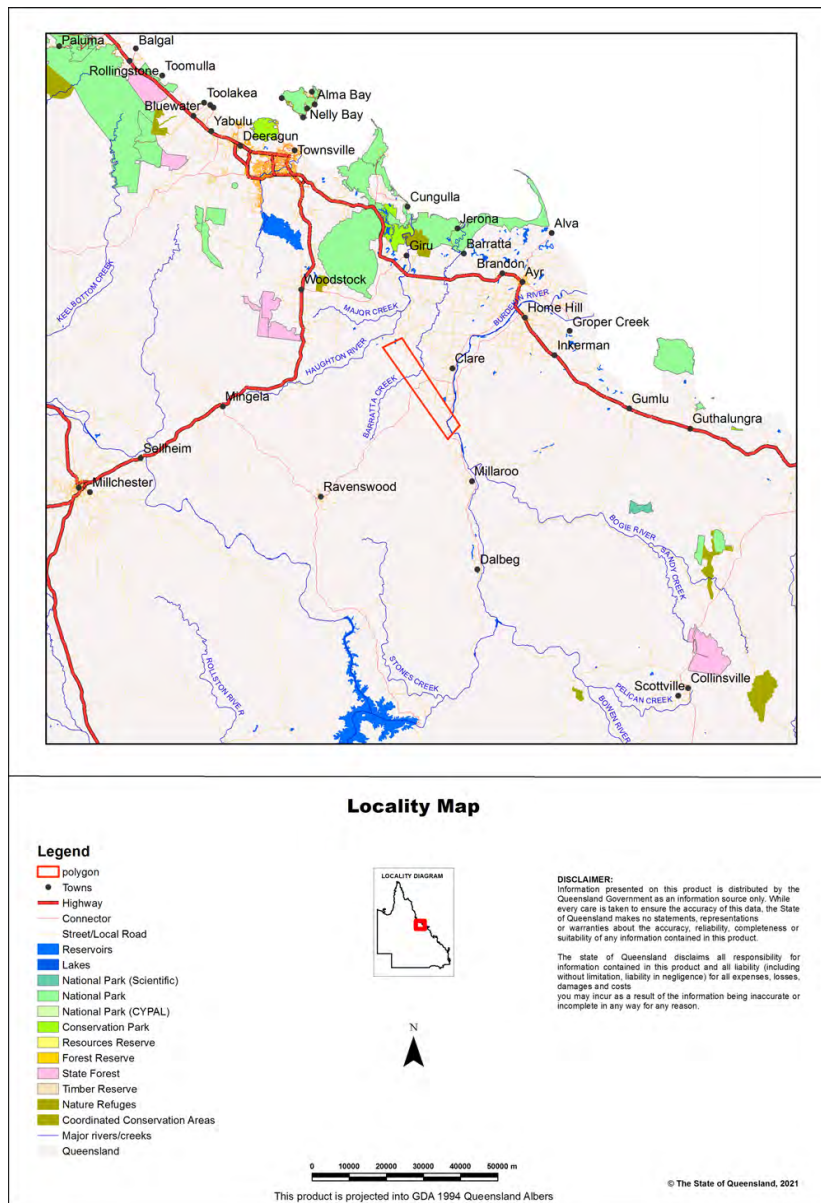 Paluma
Balgal
Rollingstone
Toomulla
Toolakea
Bluewater
Yabulu
Alma Bay
Nelly Bay
Deeragun
Townsville
Cungulla
Jerona
Alva
Giru
Barratta
Brandon
Ayr
Woodstock
KEELBOTTOM CREEK
MAJOR CREEK
BURDEKIN RIVER
Home Hill
Groper Creek
HAUGHTON RIVER
Inkerman
Clare
Mingela
BARRATTA CREEK
Gumlu
Guthalungra
Sellheim
Millchester
Ravenswood
Millaroo
BOGIE RIVER
SANDY CREEK
Dalbeg
ROLLSTON RIVER
STONES CREEK
Scottville
Collinsville
PELICAN CREEK
BOWEN RIVER
Locality Map
Legend
polygon
Towns
Highway
Connector
Street/Local Road
Reservoirs
Lakes
National Park (Scientific)
National Park
National Park (CYPAL)
Conservation Park
Resources Reserve
Forest Reserve
State Forest
Timber Reserve
Nature Refuges
Coordinated Conservation Areas
Major rivers/creeks
Queensland
LOCALITY DIAGRAM
N
DISCLAIMER:
Information presented on this product is distributed by the
Queensland Government as an information source only. While
every care is taken to ensure the accuracy of this data, the State
of Queensland makes no statements, representations
or warranties about the accuracy, reliability, completeness or
suitability of any information contained in this product.
The state of Queensland disclaims all responsibility for
information contained in this product and all liability (including
without limitation, liability in negligence) for all expenses, losses,
damages and costs
you may incur as a result of the information being inaccurate or
incomplete in any way for any reason.
0 10000 20000 30000 40000 50000 m
This product is projected into GDA 1994 Queensland Albers
© The State of Queensland, 2021